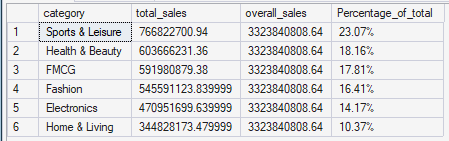 category total_sales overall_sales Percentage_of_total
1 Sports & Leisure 766822700.94 3323840808.64 23.07%
2 Health & Beauty 603666231.36 3323840808.64 18.16%
3 FMCG 591980879.38 3323840808.64 17.81%
4 Fashion 545591123.839999 3323840808.64 16.41%
5 Electronics 470951699.639999 3323840808.64 14.17%
6 Home & Living 344828173.479999 3323840808.64 10.37%